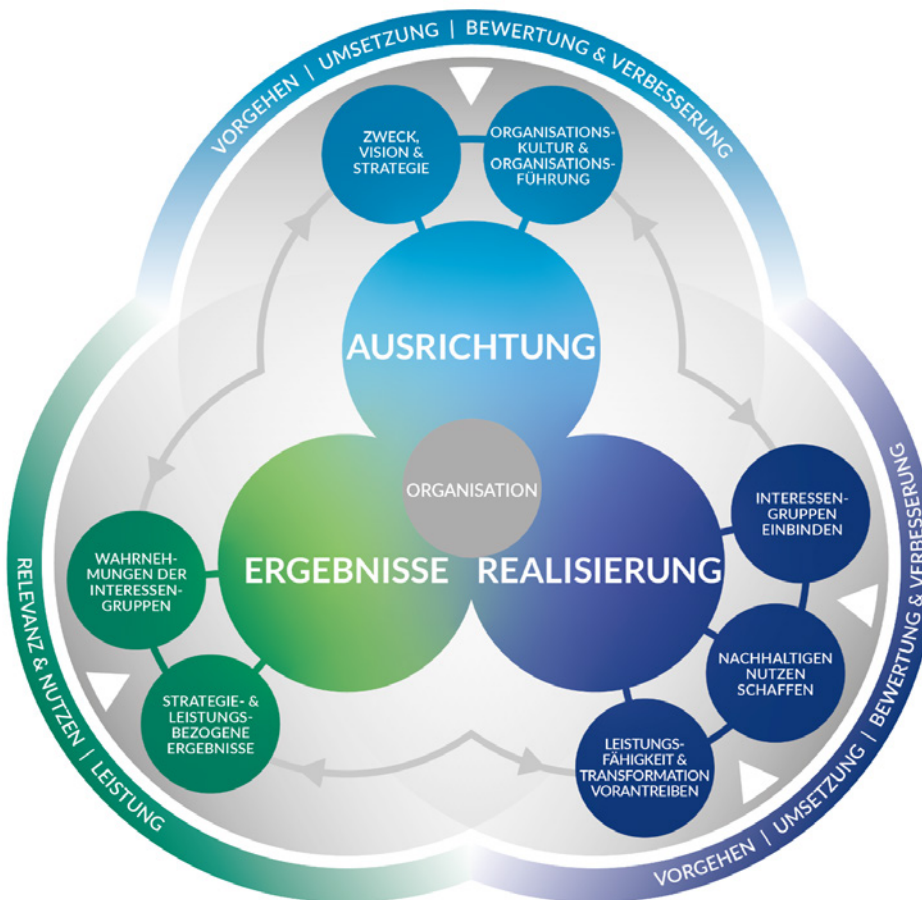 VORGEHEN | UMSETZUNG | BEWERTUNG & VERBESSERUNG
ZWECK,
VISION &
STRATEGIE
ORGANISATIONS-
KULTUR &
ORGANISATIONS-
FÜHRUNG
AUSRICHTUNG
ORGANISATION
ERGEBNISSE
REALISIERUNG
INTERESSEN-
GRUPPEN
EINBINDEN
NACHHALTIGEN
NUTZEN
SCHAFFEN
LEISTUNGS-
FÄHIGKEIT &
TRANSFORMATION
VORANTREIBEN
VORGEHEN | UMSETZUNG | BEWERTUNG & VERBESSERUNG
WAHRNEH-
MUNGEN DER
INTERESSEN-
GRUPPEN
STRATEGIE- &
LEISTUNGS-
BEZOGENE
ERGEBNISSE
RELEVANZ & NUTZEN | LEISTUNG